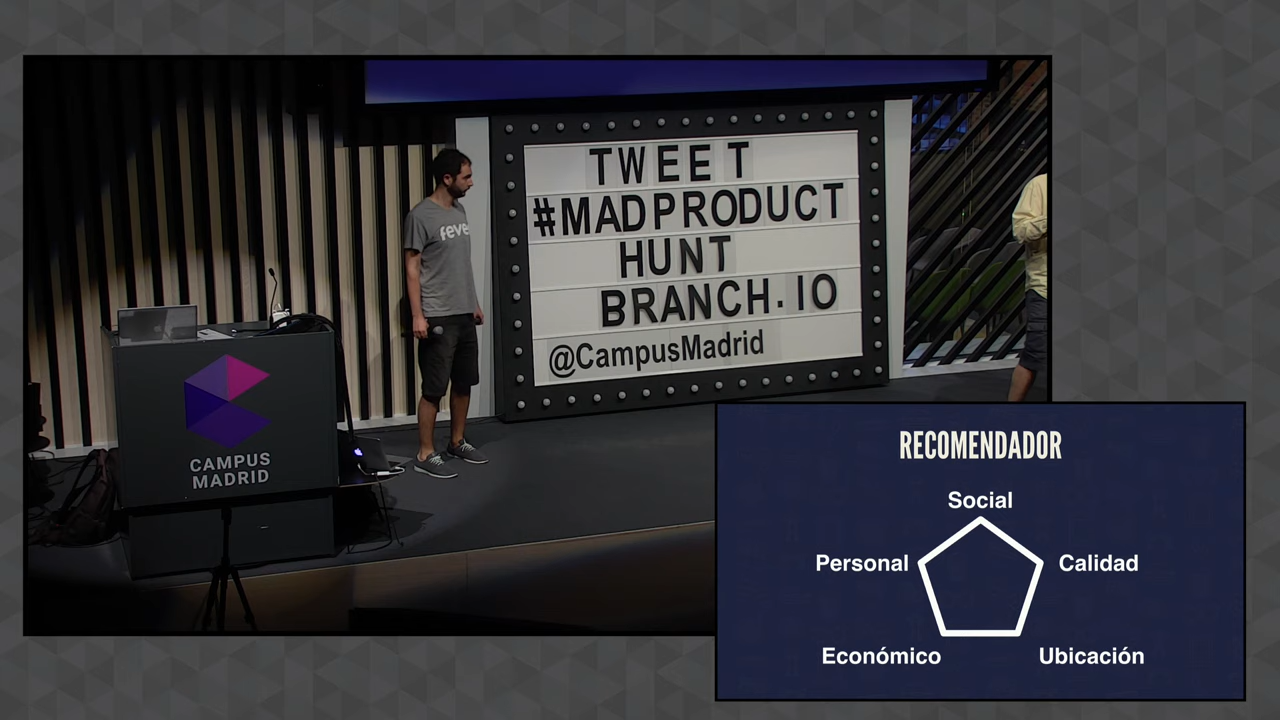 feve
TWEET
#MADPRODUCT
HUNT
BRANCH.IO
@CampusMadrid
CAMPUS
MADRID
RECOMENDADOR
Social
Personal
Calidad
Económico
Ubicación